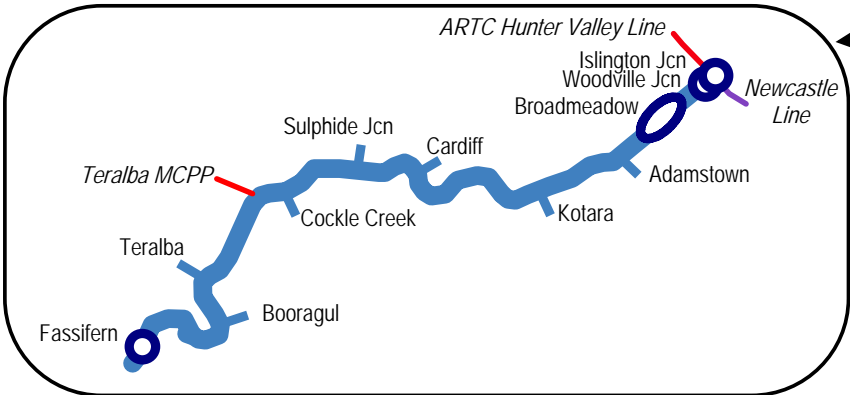 ARTC Hunter Valley Line
Islington Jcn
Woodville Jcn
Newcastle
Line
Broadmeadow
Sulphide Jcn
Cardiff
Adamstown
Teralba MCPP
Cockle Creek
Kotara
Teralba
Booragul
Fassifern